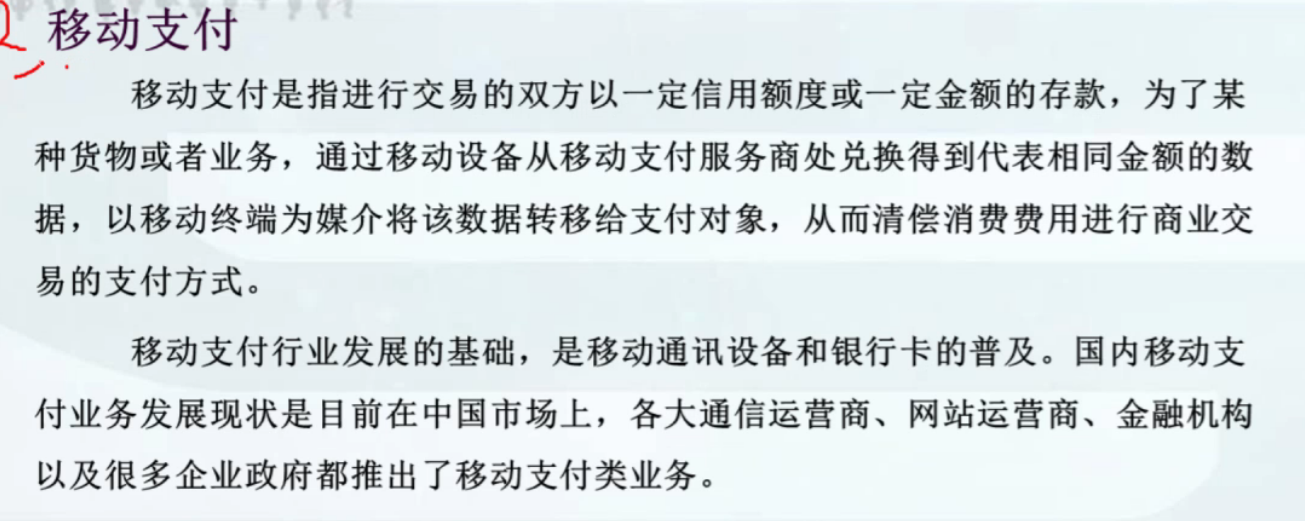 移动支付
移动支付是指进行交易的双方以一定信用额度或一定金额的存款，为了某
种货物或者业务，通过移动设备从移动支付服务商处兑换得到代表相同金额的数
据，以移动终端为媒介将该数据转移给支付对象，从而清偿消费费用进行商业交
易的支付方式。
移动支付行业发展的基础，是移动通讯设备和银行卡的普及。国内移动支
付业务发展现状是目前在中国市场上，各大通信运营商、网站运营商、金融机构
以及很多企业政府都推出了移动支付类业务。